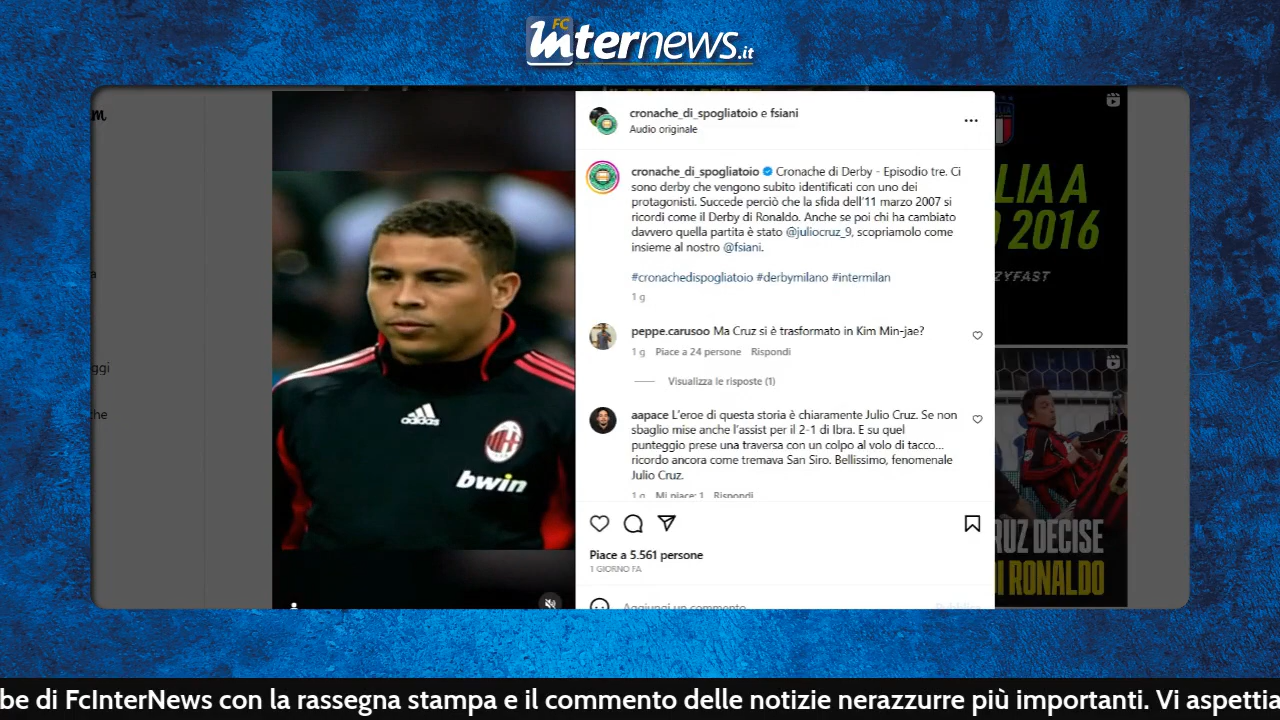 FC
internews.it
m
cronache_di_spogliatoio e fsiani
Audio originale
cronache_di_spogliatoio Cronache di Derby - Episodio tre. Ci
sono derby che vengono subito identificati con uno dei
protagonisti. Succede perciò che la sfida dell'11 marzo 2007 si
ricordi come il Derby di Ronaldo. Anche se poi chi ha cambiato
davvero quella partita è stato @juliocruz_9, scopriamolo come
insieme al nostro @fsiani.
#cronachedispogliatoio #derbymilano #intermilan
1 g
peppe.carusoo Ma Cruz si è trasformato in Kim Min-jae?
1 g Piace a 24 persone Rispondi
Visualizza le risposte (1)
aapace L'eroe di questa storia è chiaramente Julio Cruz. Se non
sbaglio mise anche l'assist per il 2-1 di Ibra. E su quel
punteggio prese una traversa con un colpo al volo di tacco...
ricordo ancora come tremava San Siro. Bellissimo, fenomenale
Julio Cruz.
1 g Mi piace: 1 Rispondi
Piace a 5.561 persone
1 GIORNO FA
Aggiungi un commento
adidas
bwin
a
ggi
he
LIA A
2016
ZYFAST
RUZ DECISE
DI RONALDO
be di FcInterNews con la rassegna stampa e il commento delle notizie nerazzurre più importanti. Vi aspettia